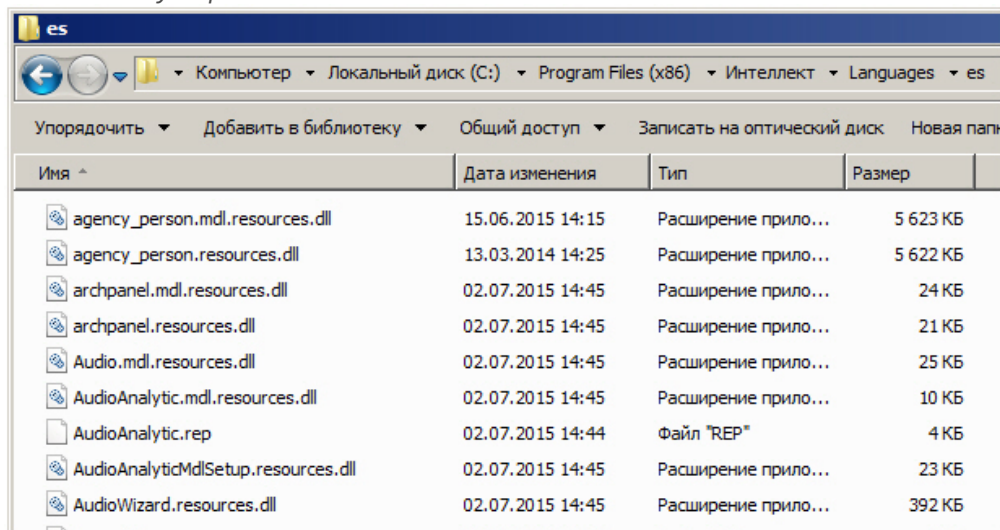 es
Компьютер Локальный диск (C:) Program Files (x86) Интеллект Languages es
Упорядочить Добавить в библиотеку Общий доступ Записать на оптический диск Новая
Имя Дата изменения Тип Размер
agency_person.mdl.resources.dll 15.06.2015 14:15 Расширение прило... 5 623 КБ
agency_person.resources.dll 13.03.2014 14:25 Расширение прило... 5 622 КБ
archpanel.mdl.resources.dll 02.07.2015 14:45 Расширение прило... 24 КБ
archpanel.resources.dll 02.07.2015 14:45 Расширение прило... 21 КБ
Audio.mdl.resources.dll 02.07.2015 14:45 Расширение прило... 25 КБ
AudioAnalytic.mdl.resources.dll 02.07.2015 14:45 Расширение прило... 10 КБ
AudioAnalytic.rep 02.07.2015 14:44 Файл "REP" 4 КБ
AudioAnalyticMdlSetup.resources.dll 02.07.2015 14:45 Расширение прило... 23 КБ
AudioWizard.resources.dll 02.07.2015 14:45 Расширение прило... 392 КБ